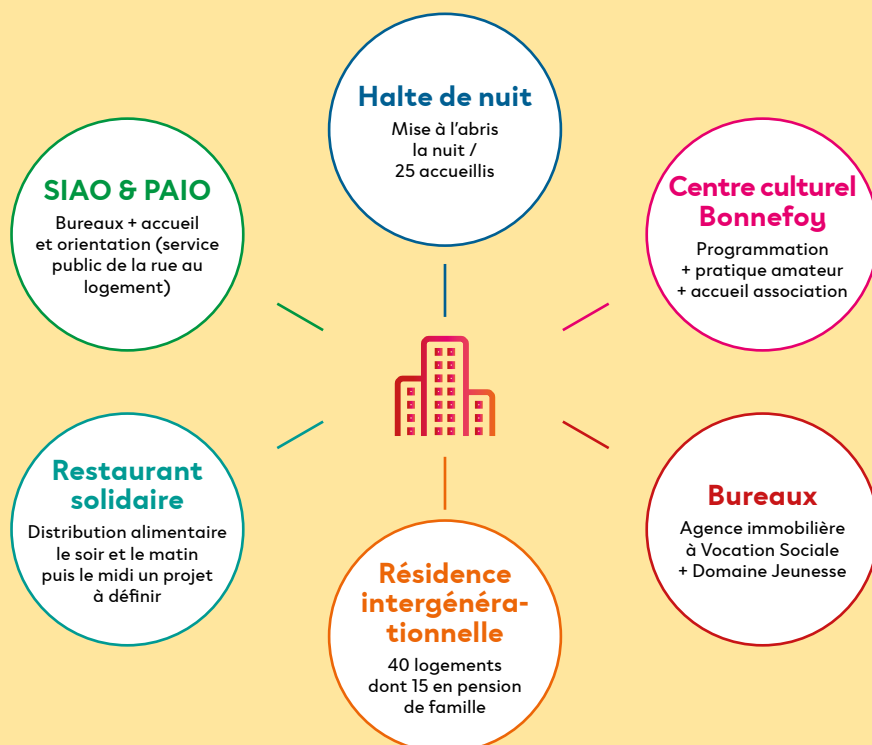 Halte de nuit
Mise à l'abris
la nuit /
25 accueillis
SIAO & PAIO
Bureaux + accueil
et orientation (service
public de la rue au
logement)
Centre culturel
Bonnefoy
Programmation
+ pratique amateur
+ accueil association
Restaurant
solidaire
Distribution alimentaire
le soir et le matin
puis le midi un projet
à définir
Bureaux
Agence immobilière
à Vocation Sociale
+ Domaine Jeunesse
Résidence
intergénéra-
tionnelle
40 logements
dont 15 en pension
de famille